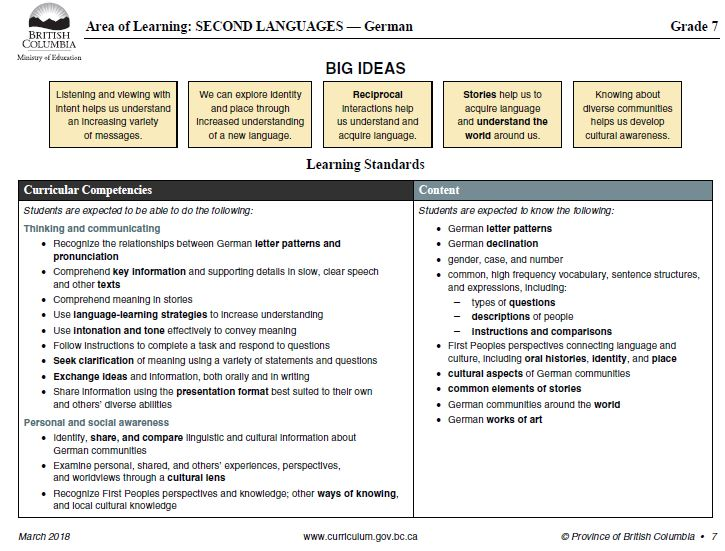 BRITISH
COLUMBIA
Ministry of Education
Area of Learning: SECOND LANGUAGES — German
Grade 7
BIG IDEAS
Listening and viewing with
intent helps us understand
an increasing variety
of messages.
We can explore identity
and place through
increased understanding
of a new language.
Reciprocal
interactions help
us understand and
acquire language.
Stories help us to
acquire language
and understand the
world around us.
Knowing about
diverse communities
helps us develop
cultural awareness.
Learning Standards
Curricular Competencies
Students are expected to be able to do the following:
Thinking and communicating
• Recognize the relationships between German letter patterns and
pronunciation
• Comprehend key information and supporting details in slow, clear speech
and other texts
• Comprehend meaning in stories
• Use language-learning strategies to increase understanding
• Use intonation and tone effectively to convey meaning
• Follow instructions to complete a task and respond to questions
• Seek clarification of meaning using a variety of statements and questions
• Exchange ideas and information, both orally and in writing
• Share information using the presentation format best suited to their own
and others' diverse abilities
Personal and social awareness
• Identify, share, and compare linguistic and cultural information about
German communities
• Examine personal, shared, and others' experiences, perspectives,
and worldviews through a cultural lens
• Recognize First Peoples perspectives and knowledge; other ways of knowing,
and local cultural knowledge
Content
Students are expected to know the following:
• German letter patterns
• German declination
• gender, case, and number
• common, high frequency vocabulary, sentence structures,
and expressions, including:
– types of questions
– descriptions of people
– instructions and comparisons
• First Peoples perspectives connecting language and
culture, including oral histories, identity, and place
• cultural aspects of German communities
• common elements of stories
• German communities around the world
• German works of art
March 2018
www.curriculum.gov.bc.ca
© Province of British Columbia • 7